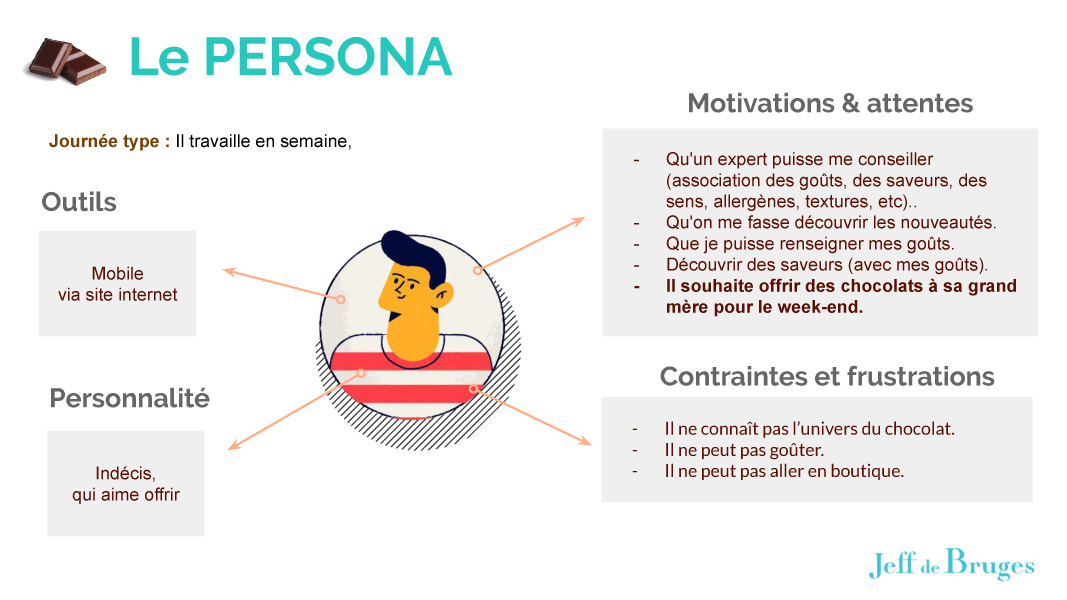 Le PERSONA
Journée type : Il travaille en semaine,
Outils
Mobile
via site internet
Personnalité
Indécis,
qui aime offrir
Motivations & attentes
- Qu'un expert puisse me conseiller
(association des goûts, des saveurs, des
sens, allergènes, textures, etc)..
- Qu'on me fasse découvrir les nouveautés.
- Que je puisse renseigner mes goûts.
- Découvrir des saveurs (avec mes goûts).
- Il souhaite offrir des chocolats à sa grand
mère pour le week-end.
Contraintes et frustrations
- Il ne connaît pas l'univers du chocolat.
- Il ne peut pas goûter.
- Il ne peut pas aller en boutique.
Jeff de Bruges